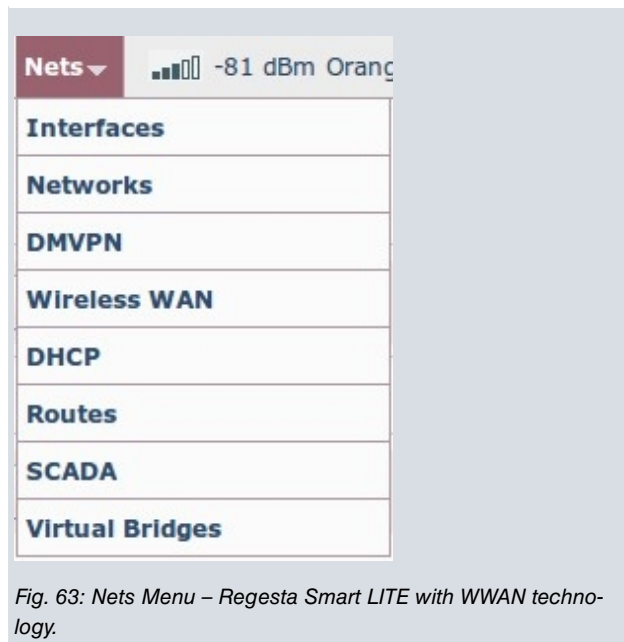 Nets
-81 dBm Orang
Interfaces
Networks
DMVPN
Wireless WAN
DHCP
Routes
SCADA
Virtual Bridges
Fig. 63: Nets Menu – Regesta Smart LITE with WWAN techno-
logy.